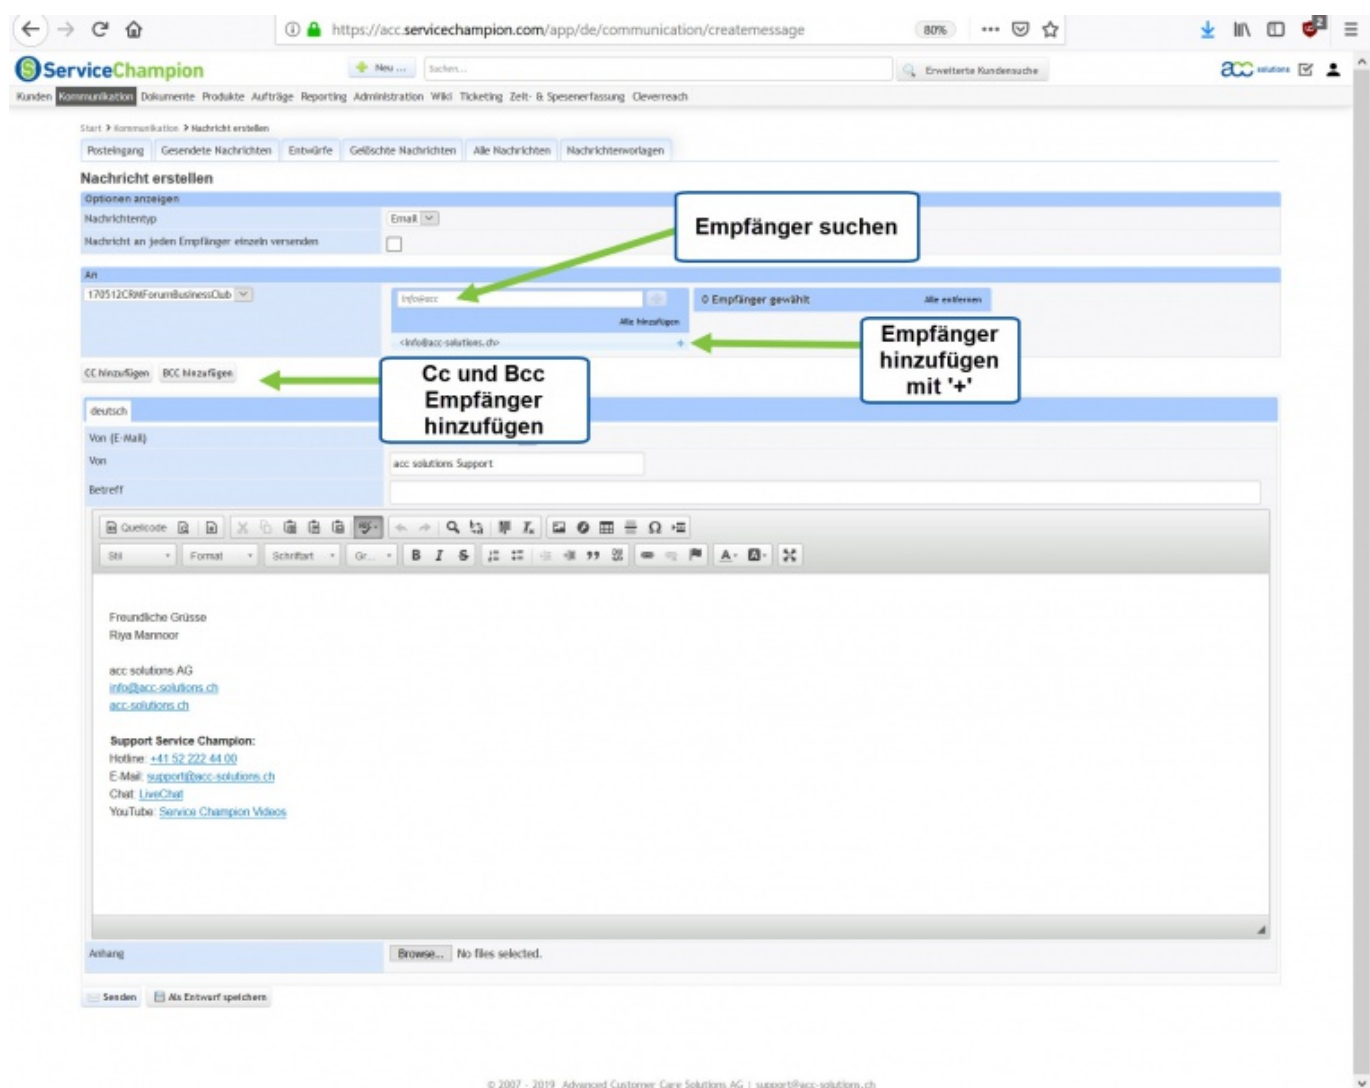 https://acc.servicechampion.com/app/de/communication/createmessage 80% 2
ServiceChampion Neu ... Suchen... Erweiterte Kundensuche acc solutions
Kunden Kommunikation Dokumente Produkte Aufträge Reporting Administration Wiki Ticketing Zeit- & Spesenerfassung Cleverreach
Start > Kommunikation > Nachricht erstellen
Posteingang Gesendete Nachrichten Entwürfe Gelöschte Nachrichten Alle Nachrichten Nachrichtenvorlagen
Nachricht erstellen
Optionen anzeigen
Nachrichtentyp Email
Nachricht an jeden Empfänger einzeln versenden
Empfänger suchen
An
170512CRMForumBusinessClub info@acc 0 Empfänger gewählt Alle entfernen
Alle hinzufügen
<info@acc-solutions.ch> +
Empfänger
hinzufügen
mit '+'
CC hinzufügen BCC hinzufügen
Cc und Bcc
Empfänger
hinzufügen
deutsch
Von (E-Mail)
Von acc solutions Support
Betreff
Quellcode
Stil Format Schriftart Gr...
Freundliche Grüsse
Riya Mannoor
acc solutions AG
info@acc-solutions.ch
acc-solutions.ch
Support Service Champion:
Hotline: +41 52 222 44 00
E-Mail: support@acc-solutions.ch
Chat: LiveChat
YouTube: Service Champion Videos
Anhang Browse... No files selected.
Senden Als Entwurf speichern
© 2007 - 2019 Advanced Customer Care Solutions AG | support@acc-solutions.ch